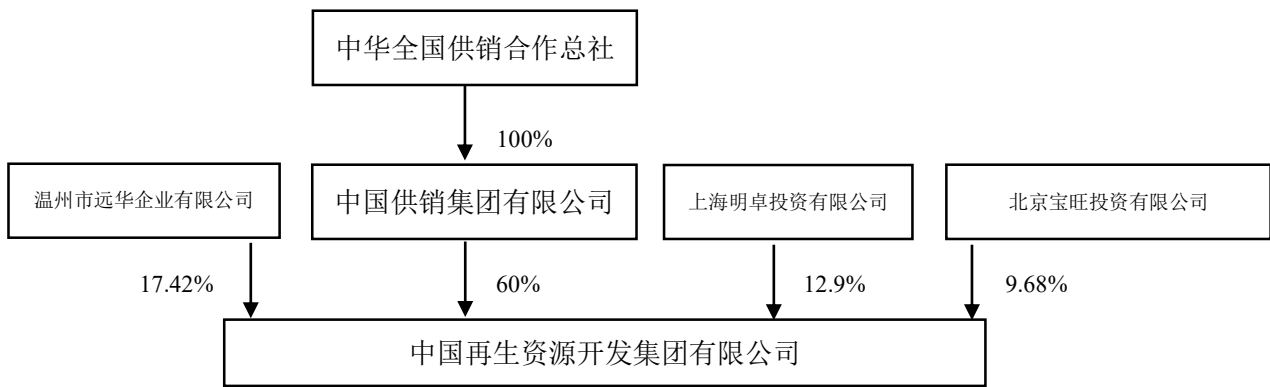 中华全国供销合作总社
100%
温州市远华企业有限公司
中国供销集团有限公司
上海明卓投资有限公司
北京宝旺投资有限公司
17.42%
60%
12.9%
9.68%
中国再生资源开发集团有限公司